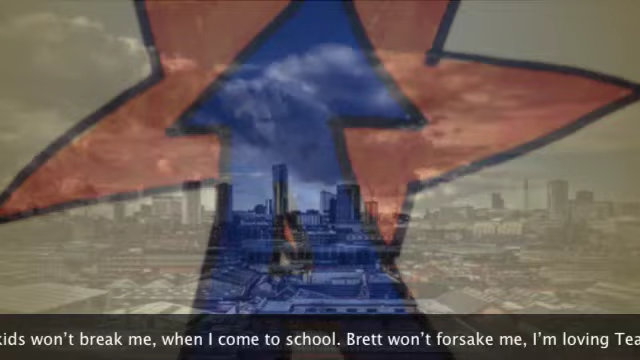 kids won't break me, when I come to school. Brett won't forsake me, I'm loving Tea